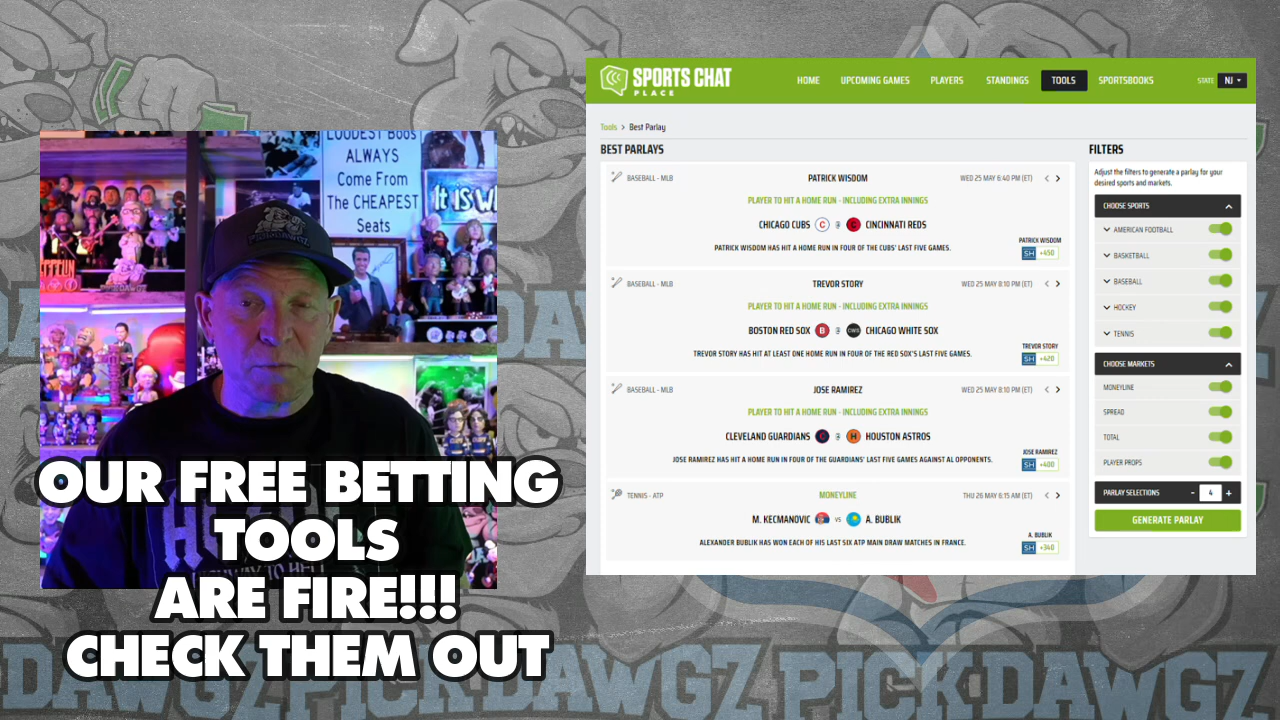 LOUDEST Boos
ALWAYS
Come From
The CHEAPEST
Seats
It is W
PICKDAWGZ
OUR FREE BETTING
TOOLS
ARE FIRE!!!
CHECK THEM OUT
SPORTS CHAT
PLACE
HOME UPCOMING GAMES PLAYERS STANDINGS TOOLS SPORTSBOOKS STATE NJ
Tools > Best Parlay
BEST PARLAYS
BASEBALL - MLB PATRICK WISDOM WED 25 MAY 6:40 PM (ET) < >
PLAYER TO HIT A HOME RUN - INCLUDING EXTRA INNINGS
CHICAGO CUBS @ CINCINNATI REDS
PATRICK WISDOM HAS HIT A HOME RUN IN FOUR OF THE CUBS' LAST FIVE GAMES.
PATRICK WISDOM
SH +450
BASEBALL - MLB TREVOR STORY WED 25 MAY 8:10 PM (ET) < >
PLAYER TO HIT A HOME RUN - INCLUDING EXTRA INNINGS
BOSTON RED SOX B @ CWS CHICAGO WHITE SOX
TREVOR STORY HAS HIT AT LEAST ONE HOME RUN IN FOUR OF THE RED SOX'S LAST FIVE GAMES.
TREVOR STORY
SH +420
BASEBALL - MLB JOSE RAMIREZ WED 25 MAY 8:10 PM (ET) < >
PLAYER TO HIT A HOME RUN - INCLUDING EXTRA INNINGS
CLEVELAND GUARDIANS C @ H HOUSTON ASTROS
JOSE RAMIREZ HAS HIT A HOME RUN IN FOUR OF THE GUARDIANS' LAST FIVE GAMES AGAINST AL OPPONENTS.
JOSE RAMIREZ
SH +400
TENNIS - ATP MONEYLINE THU 26 MAY 6:15 AM (ET) < >
M. KECMANOVIC VS A. BUBLIK
ALEXANDER BUBLIK HAS WON EACH OF HIS LAST SIX ATP MAIN DRAW MATCHES IN FRANCE.
A. BUBLIK
SH +340
FILTERS
Adjust the filters to generate a parlay for your
desired sports and markets.
CHOOSE SPORTS
AMERICAN FOOTBALL
BASKETBALL
BASEBALL
HOCKEY
TENNIS
CHOOSE MARKETS
MONEYLINE
SPREAD
TOTAL
PLAYER PROPS
PARLAY SELECTIONS - 4 +
GENERATE PARLAY
DAWGZ PICKDAWGZ PICKDAWGZ